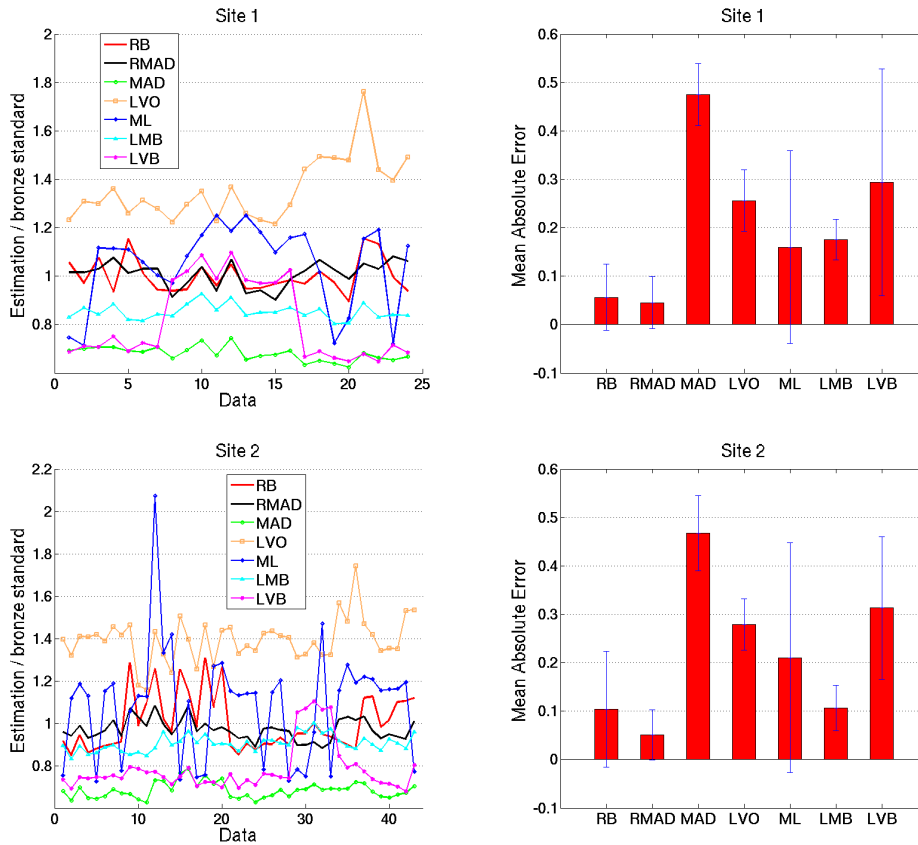 Site 1
Estimation / bronze standard
2
1.8
1.6
1.4
1.2
1
0.8
RB
RMAD
MAD
LVO
ML
LMB
LVB
0
5
10
15
20
25
Data
Site 1
Mean Absolute Error
0.6
0.5
0.4
0.3
0.2
0.1
0
-0.1
RB
RMAD
MAD
LVO
ML
LMB
LVB
Site 2
Estimation / bronze standard
2.2
2
1.8
1.6
1.4
1.2
1
0.8
RB
RMAD
MAD
LVO
ML
LMB
LVB
0
10
20
30
40
Data
Site 2
Mean Absolute Error
0.6
0.5
0.4
0.3
0.2
0.1
0
-0.1
RB
RMAD
MAD
LVO
ML
LMB
LVB